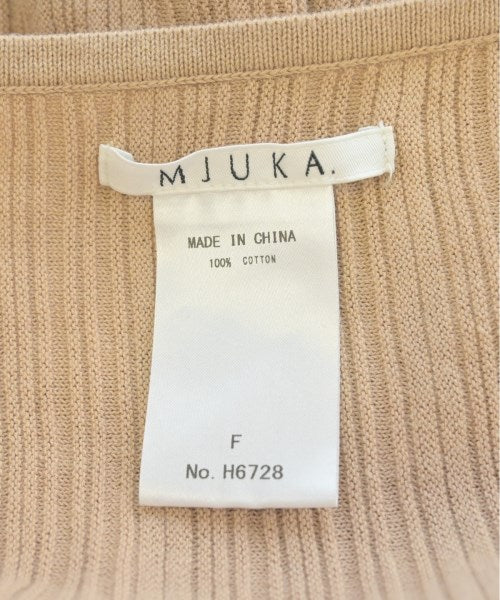 MJUKA.
MADE IN CHINA
100% COTTON
F
No. H6728